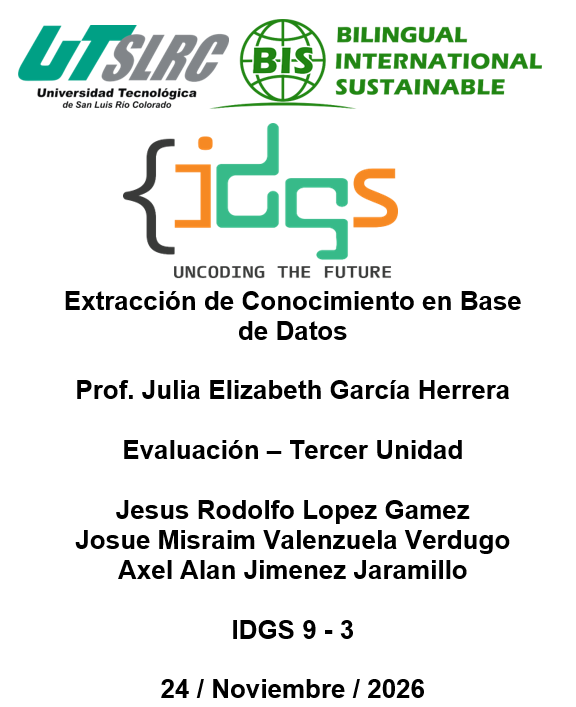 UTSLRC
Universidad Tecnológica
de San Luis Río Colorado
BIS
BILINGUAL
INTERNATIONAL
SUSTAINABLE
{idgs
UNCODING THE FUTURE
Extracción de Conocimiento en Base
de Datos
Prof. Julia Elizabeth García Herrera
Evaluación – Tercer Unidad
Jesus Rodolfo Lopez Gamez
Josue Misraim Valenzuela Verdugo
Axel Alan Jimenez Jaramillo
IDGS 9 - 3
24 / Noviembre / 2026